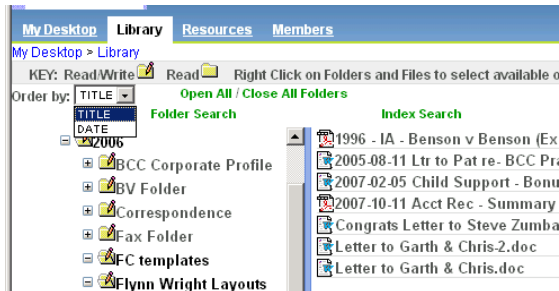 My Desktop Library Resources Members
My Desktop > Library
KEY: Read/Write Read Right Click on Folders and Files to select available
Order by: TITLE Open All / Close All Folders
TITLE
DATE
Folder Search Index Search
2006
BCC Corporate Profile
BV Folder
Correspondence
Fax Folder
FC templates
Flynn Wright Layouts
1996 - IA - Benson v Benson (Ex
2005-08-11 Ltr to Pat re- BCC Pra
2007-02-05 Child Support - Bonu
2007-10-11 Acct Rec - Summary
Congrats Letter to Steve Zumba
Letter to Garth & Chris-2.doc
Letter to Garth & Chris.doc